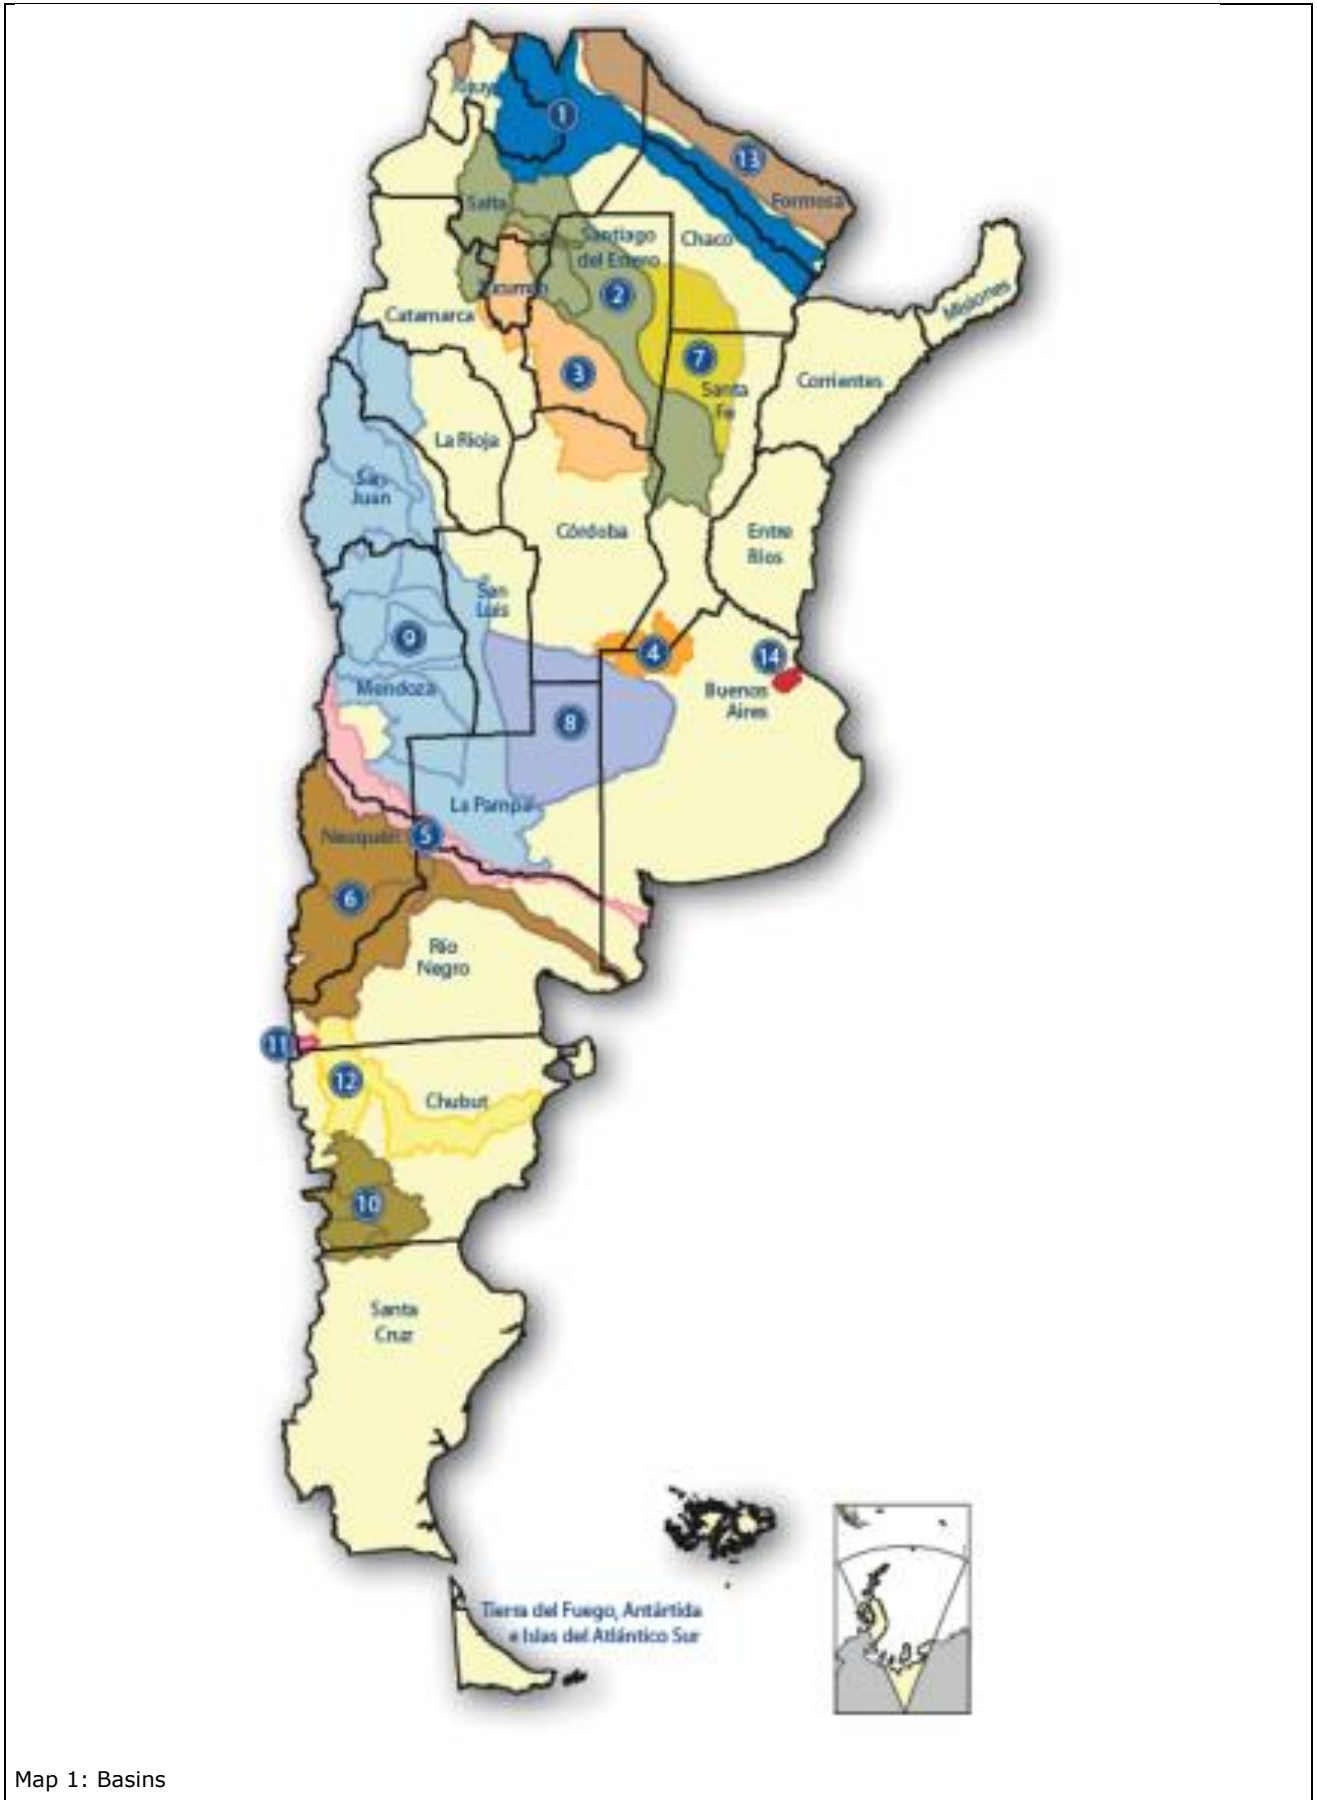 Jujuy
1
13
Salta
Formosa
Santiago
del Estero
Chaco
2
Tucumán
Misiones
Catamarca
7
3
Santa
Fe
Corrientes
La Rioja
San
Juan
Córdoba
Entre
Ríos
San
Luis
9
4
14
Mendoza
Buenos
Aires
8
La Pampa
Neuquén
5
6
Río
Negro
11
12
Chubut
10
Santa
Cruz
Tierra del Fuego, Antártida
e Islas del Atlántico Sur
Map 1: Basins